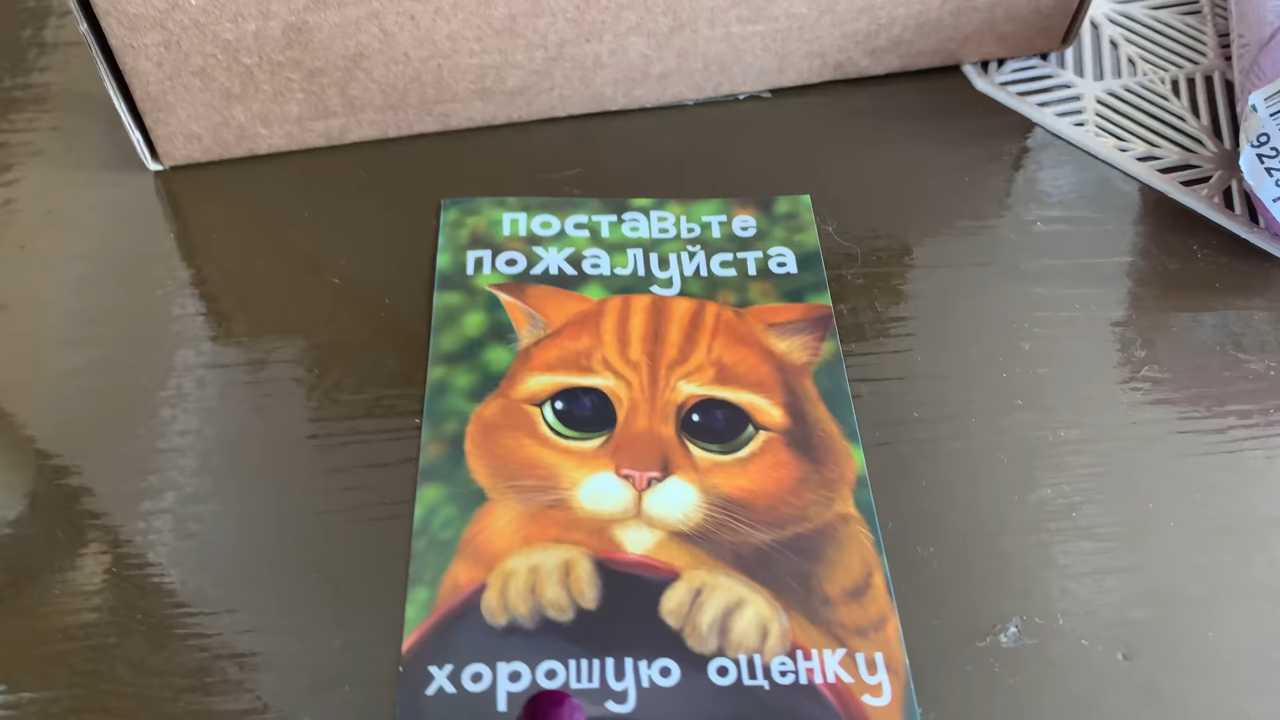 поставьте
пожалуйста
хорошую оценку